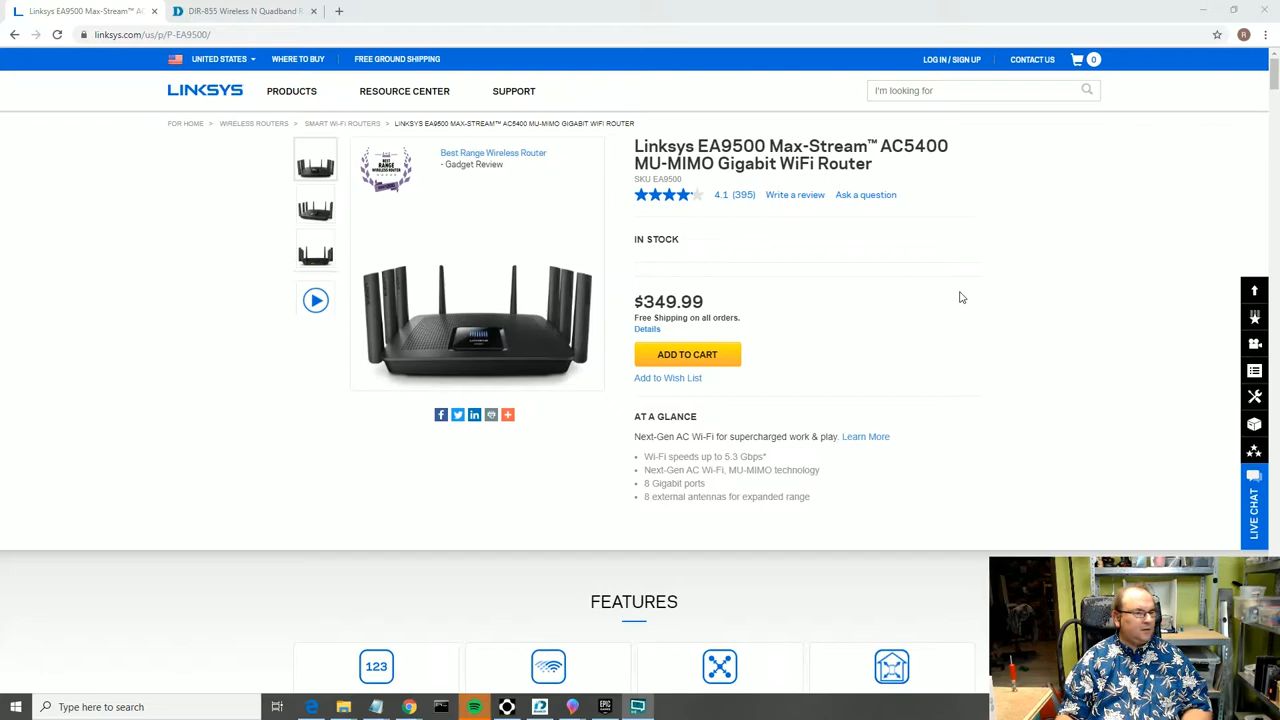 Linksys EA9500 Max-Stream™ AC
DIR-855 Wireless N Quadband R
linksys.com/us/p/P-EA9500/
R
UNITED STATES
WHERE TO BUY
FREE GROUND SHIPPING
LOG IN / SIGN UP
CONTACT US
0
LINKSYS
PRODUCTS
RESOURCE CENTER
SUPPORT
I'm looking for
FOR HOME > WIRELESS ROUTERS > SMART WI-FI ROUTERS > LINKSYS EA9500 MAX-STREAM™ AC5400 MU-MIMO GIGABIT WIFI ROUTER
BEST RANGE
WIRELESS ROUTER
Best Range Wireless Router
- Gadget Review
Linksys EA9500 Max-Stream™ AC5400
MU-MIMO Gigabit WiFi Router
SKU EA9500
4.1 (395) Write a review Ask a question
IN STOCK
$349.99
Free Shipping on all orders.
Details
ADD TO CART
Add to Wish List
AT A GLANCE
Next-Gen AC Wi-Fi for supercharged work & play. Learn More
• Wi-Fi speeds up to 5.3 Gbps*
• Next-Gen AC Wi-Fi, MU-MIMO technology
• 8 Gigabit ports
• 8 external antennas for expanded range
LIVE CHAT
FEATURES
123
Type here to search
EPIC